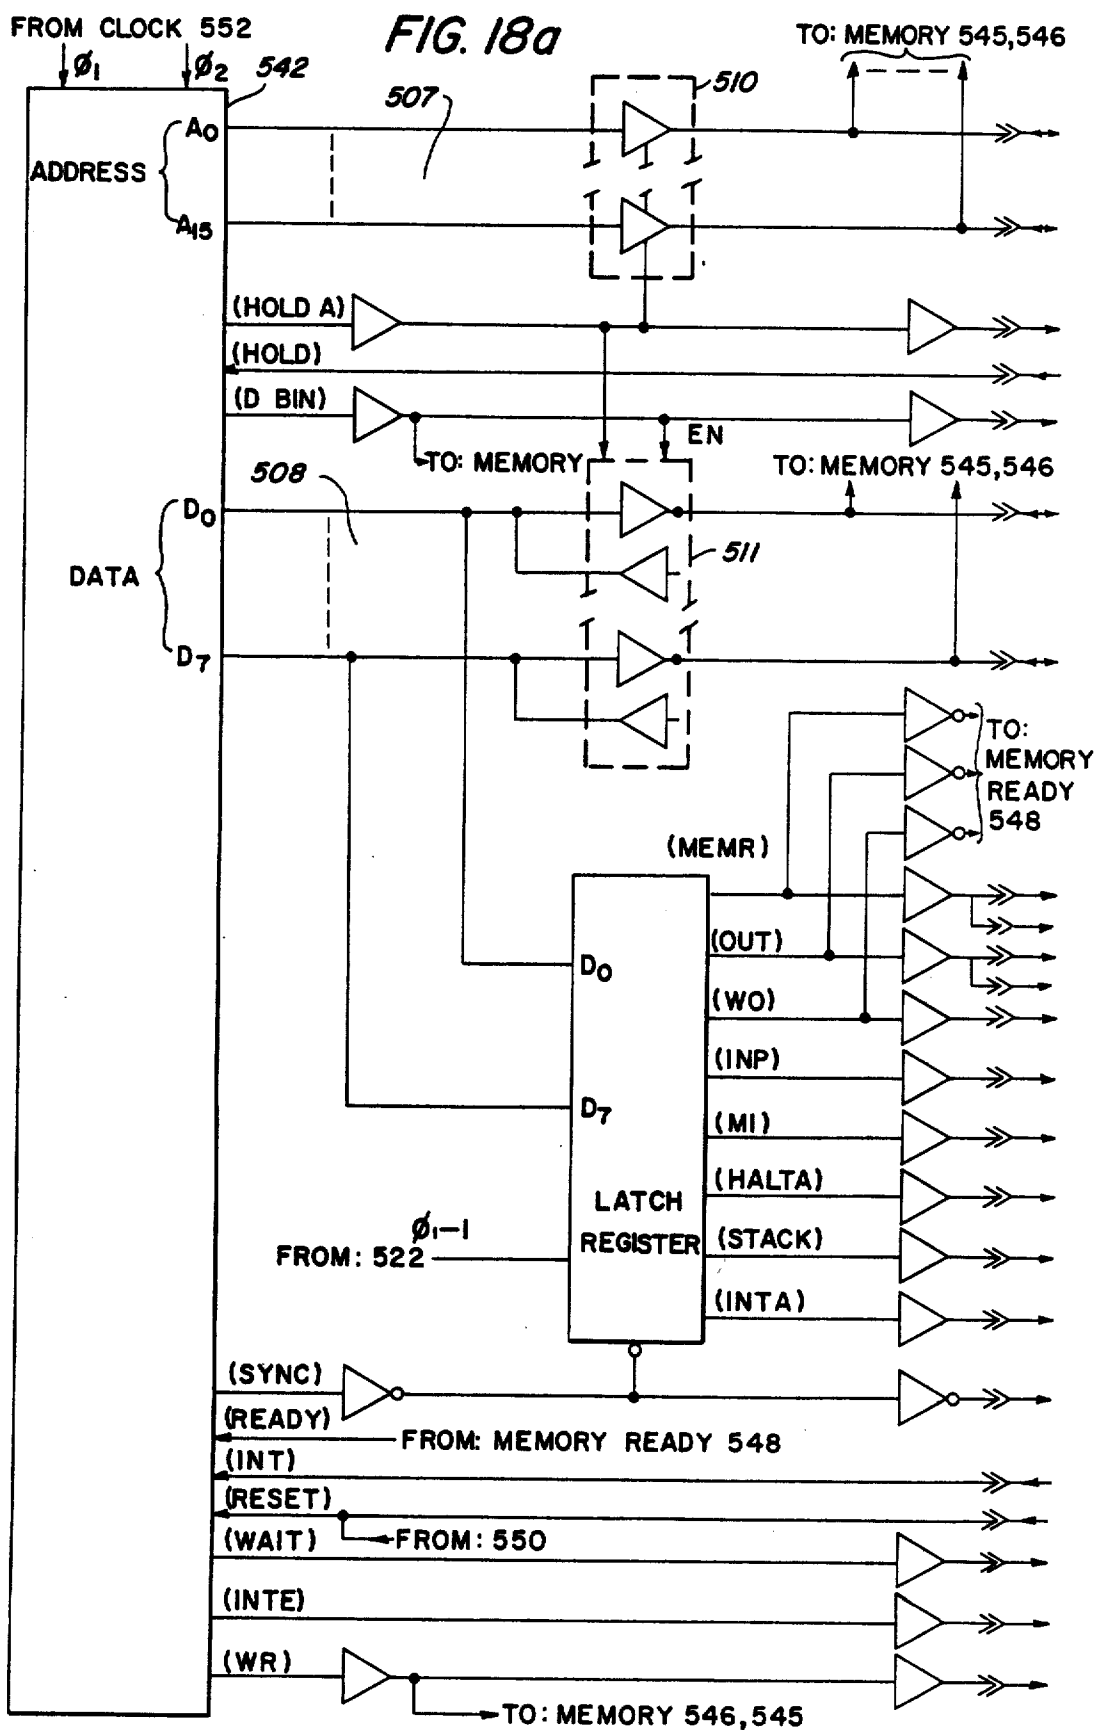 FROM CLOCK 552
FIG. 18a
TO: MEMORY 545,546
ø1
ø2
542
507
510
A0
ADDRESS
A15
(HOLD A)
(HOLD)
(D BIN)
EN
TO: MEMORY
TO: MEMORY 545,546
508
D0
511
DATA
D7
TO:
MEMORY
READY
548
(MEMR)
(OUT)
D0
(WO)
(INP)
D7
(MI)
(HALTA)
LATCH
REGISTER
ø1-1
FROM: 522
(STACK)
(INTA)
(SYNC)
(READY)
FROM: MEMORY READY 548
(INT)
(RESET)
FROM: 550
(WAIT)
(INTE)
(WR)
TO: MEMORY 546,545